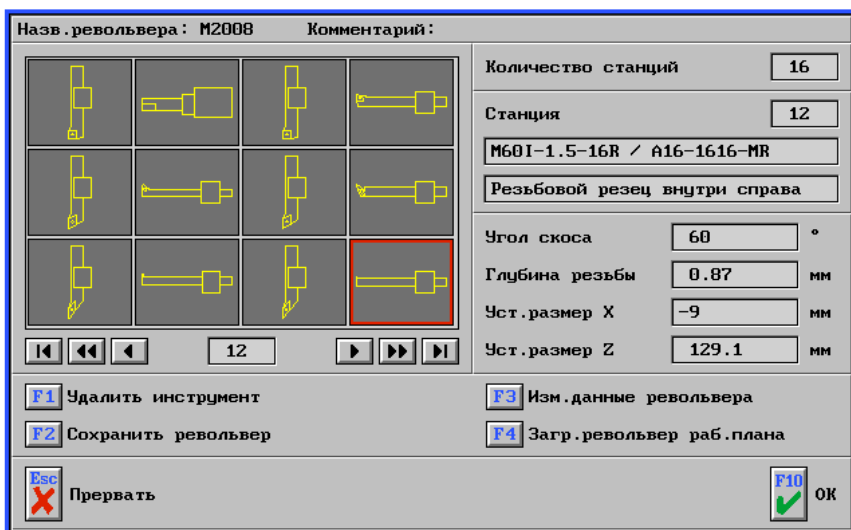 Назв.револьвера: M2008 Комментарий:
Количество станций 16
Станция 12
M60I-1.5-16R / A16-1616-MR
Резьбовой резец внутри справа
Угол скоса 60 °
Глубина резьбы 0.87 мм
Уст.размер X -9 мм
Уст.размер Z 129.1 мм
12
F1 Удалить инструмент
F2 Сохранить револьвер
F3 Изм.данные револьвера
F4 Загр.револьвер раб.плана
Esc Прервать
F10 ОК